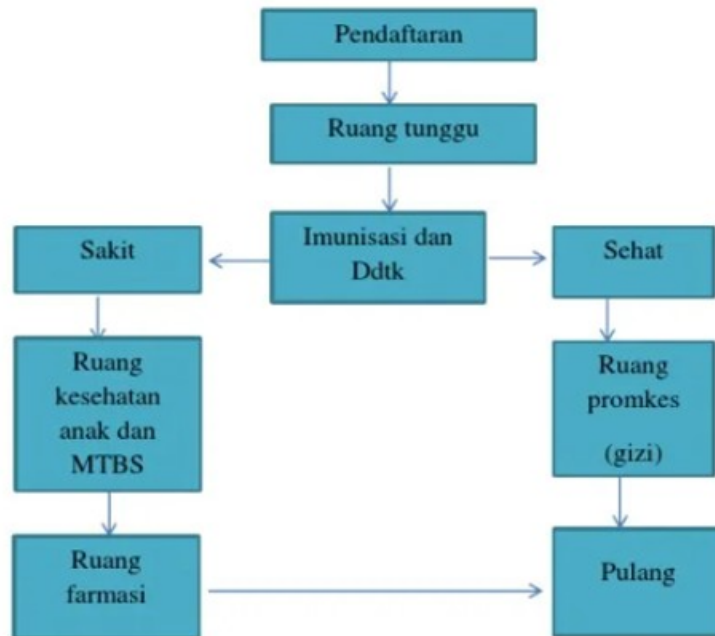 Pendaftaran
Ruang tunggu
Imunisasi dan
Ddtk
Sakit
Sehat
Ruang
kesehatan
anak dan
MTBS
Ruang
promkes
(gizi)
Ruang
farmasi
Pulang